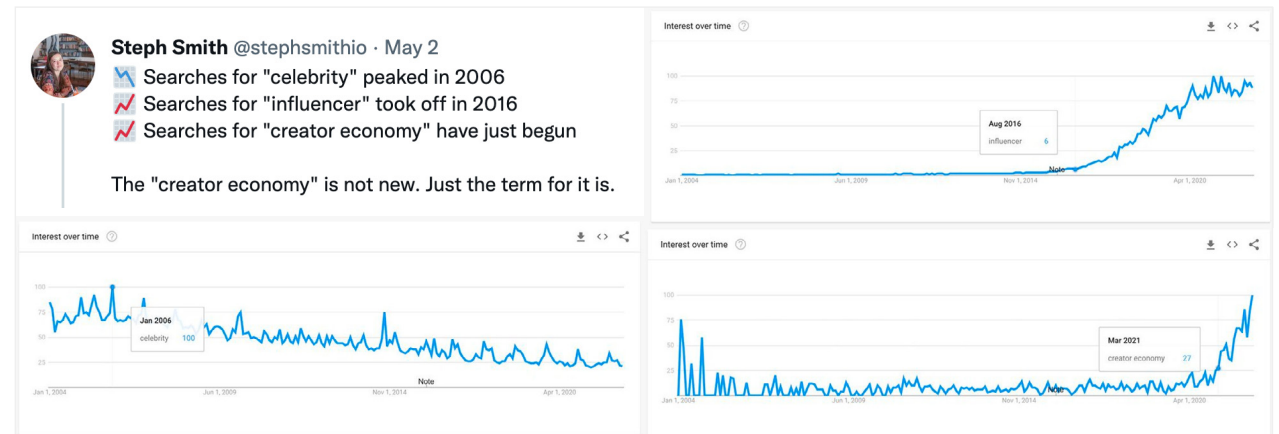 Steph Smith @stephsmithio · May 2
📉 Searches for "celebrity" peaked in 2006
📈 Searches for "influencer" took off in 2016
📈 Searches for "creator economy" have just begun
The "creator economy" is not new. Just the term for it is.
Interest over time
100
75
50
25
Aug 2016
influencer 6
Note
Jan 1, 2004
Jun 1, 2009
Nov 1, 2014
Apr 1, 2020
Interest over time
100
75
50
25
Jan 2006
celebrity 100
Note
Jan 1, 2004
Jun 1, 2009
Nov 1, 2014
Apr 1, 2020
Interest over time
100
75
50
25
Mar 2021
creator economy 27
Note
Jan 1, 2004
Jun 1, 2009
Nov 1, 2014
Apr 1, 2020